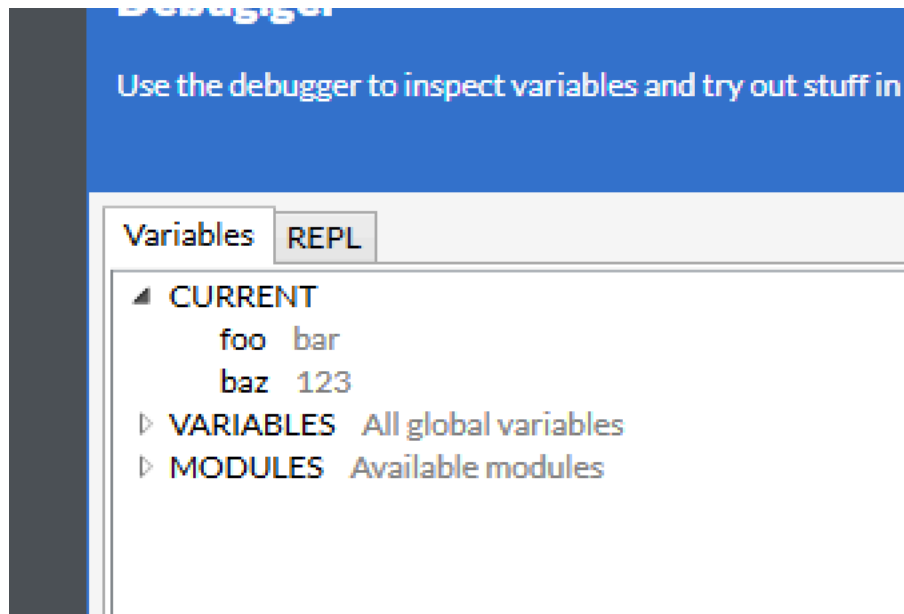 Debugiger
Use the debugger to inspect variables and try out stuff in
Variables REPL
CURRENT
foo bar
baz 123
VARIABLES All global variables
MODULES Available modules